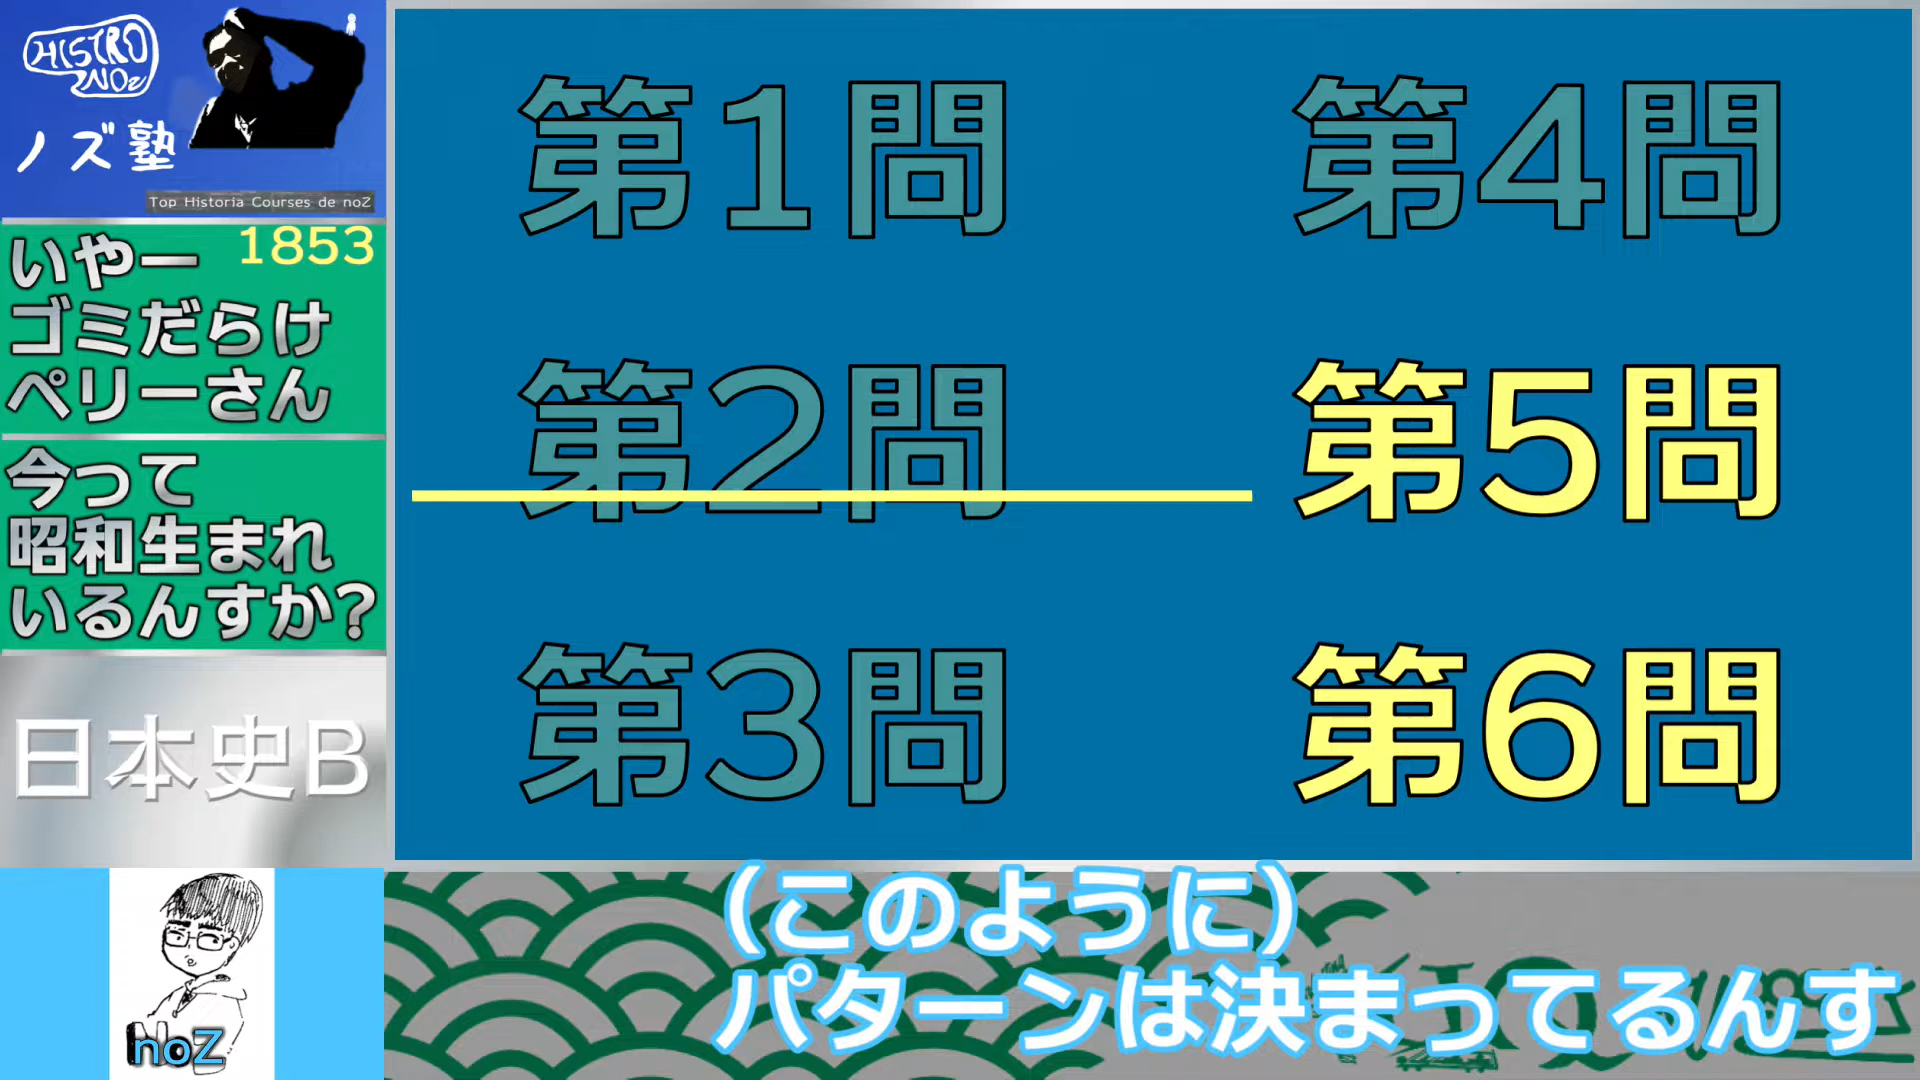 HISTRO
NOz
ノズ塾
Top Historia Courses de noZ
1853
いやー
ゴミだらけ
ペリーさん
今って
昭和生まれ
いるんすか?
日本史B
noZ
第1問
第2問
第3問
第4問
第5問
第6問
(このように)
パターンは決まってるんす